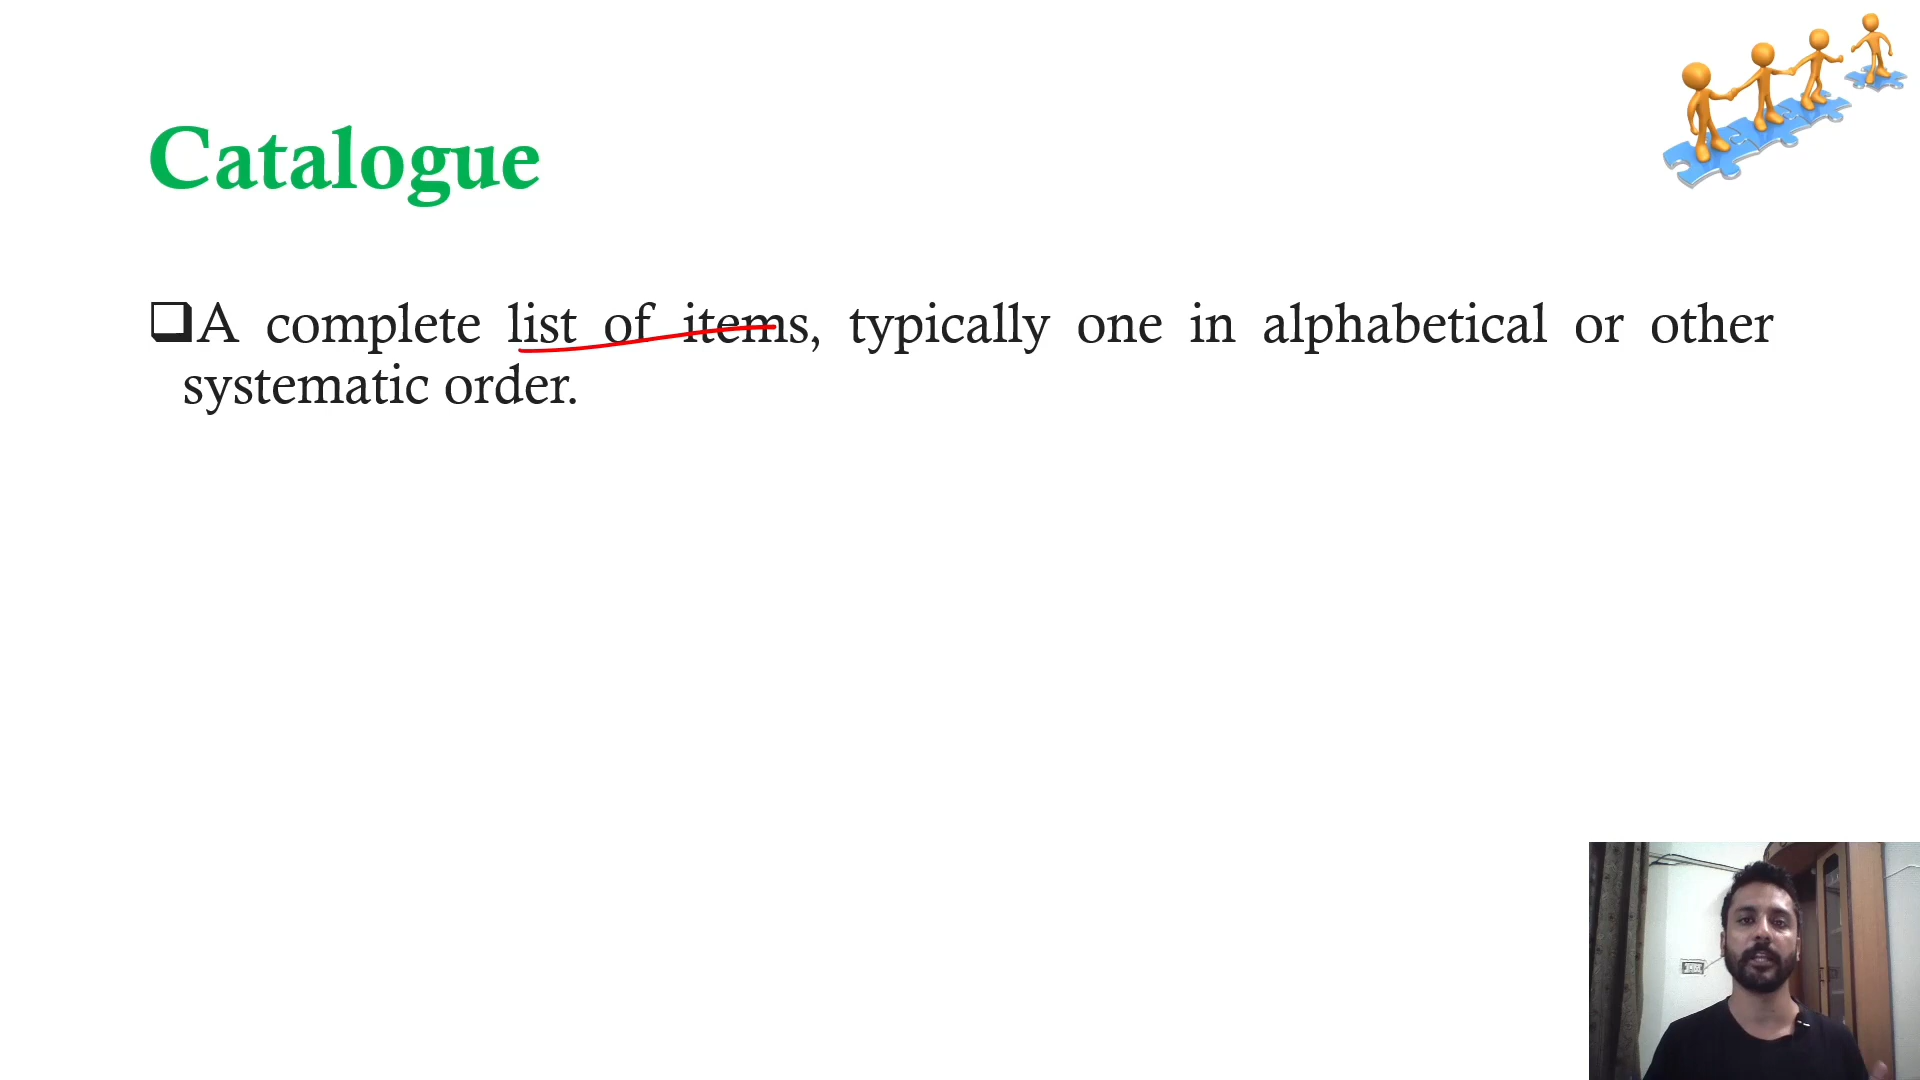 Catalogue
A complete list of items, typically one in alphabetical or other
systematic order.